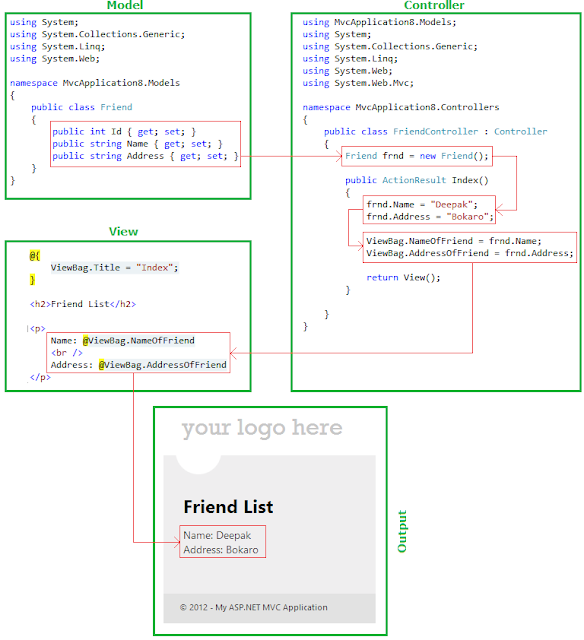 Model
using System;
using System.Collections.Generic;
using System.Linq;
using System.Web;
namespace MvcApplication8.Models
{
public class Friend
{
public int Id { get; set; }
public string Name { get; set; }
public string Address { get; set; }
}
}
Controller
using MvcApplication8.Models;
using System;
using System.Collections.Generic;
using System.Linq;
using System.Web;
using System.Web.Mvc;
namespace MvcApplication8.Controllers
{
public class FriendController : Controller
{
Friend frnd = new Friend();
public ActionResult Index()
{
frnd.Name = "Deepak";
frnd.Address = "Bokaro";
ViewBag.NameOfFriend = frnd.Name;
ViewBag.AddressOfFriend = frnd.Address;
return View();
}
}
}
View
@{
ViewBag.Title = "Index";
}
<h2>Friend List</h2>
<p>
Name: @ViewBag.NameOfFriend
<br />
Address: @ViewBag.AddressOfFriend
</p>
your logo here
Friend List
Name: Deepak
Address: Bokaro
© 2012 - My ASP.NET MVC Application
Output